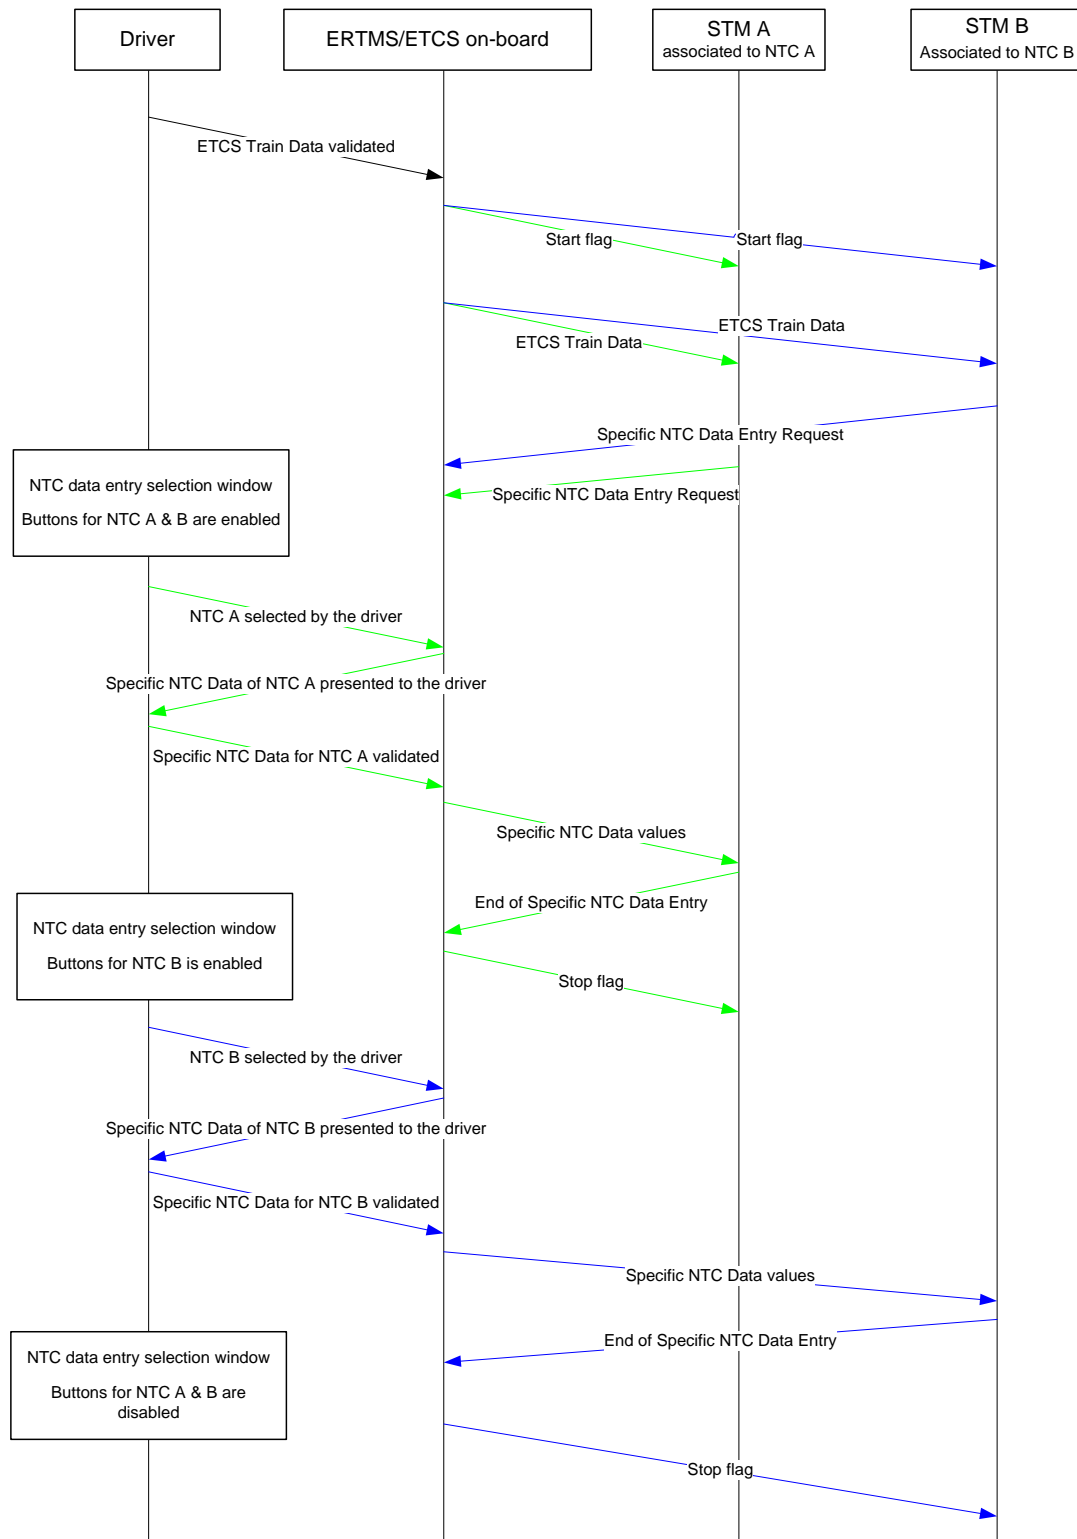 Driver
ERTMS/ETCS on-board
STM A
associated to NTC A
STM B
Associated to NTC B
ETCS Train Data validated
Start flag
Start flag
ETCS Train Data
ETCS Train Data
Specific NTC Data Entry Request
Specific NTC Data Entry Request
NTC data entry selection window
Buttons for NTC A & B are enabled
NTC A selected by the driver
Specific NTC Data of NTC A presented to the driver
Specific NTC Data for NTC A validated
Specific NTC Data values
End of Specific NTC Data Entry
NTC data entry selection window
Buttons for NTC B is enabled
Stop flag
NTC B selected by the driver
Specific NTC Data of NTC B presented to the driver
Specific NTC Data for NTC B validated
Specific NTC Data values
End of Specific NTC Data Entry
NTC data entry selection window
Buttons for NTC A & B are
disabled
Stop flag